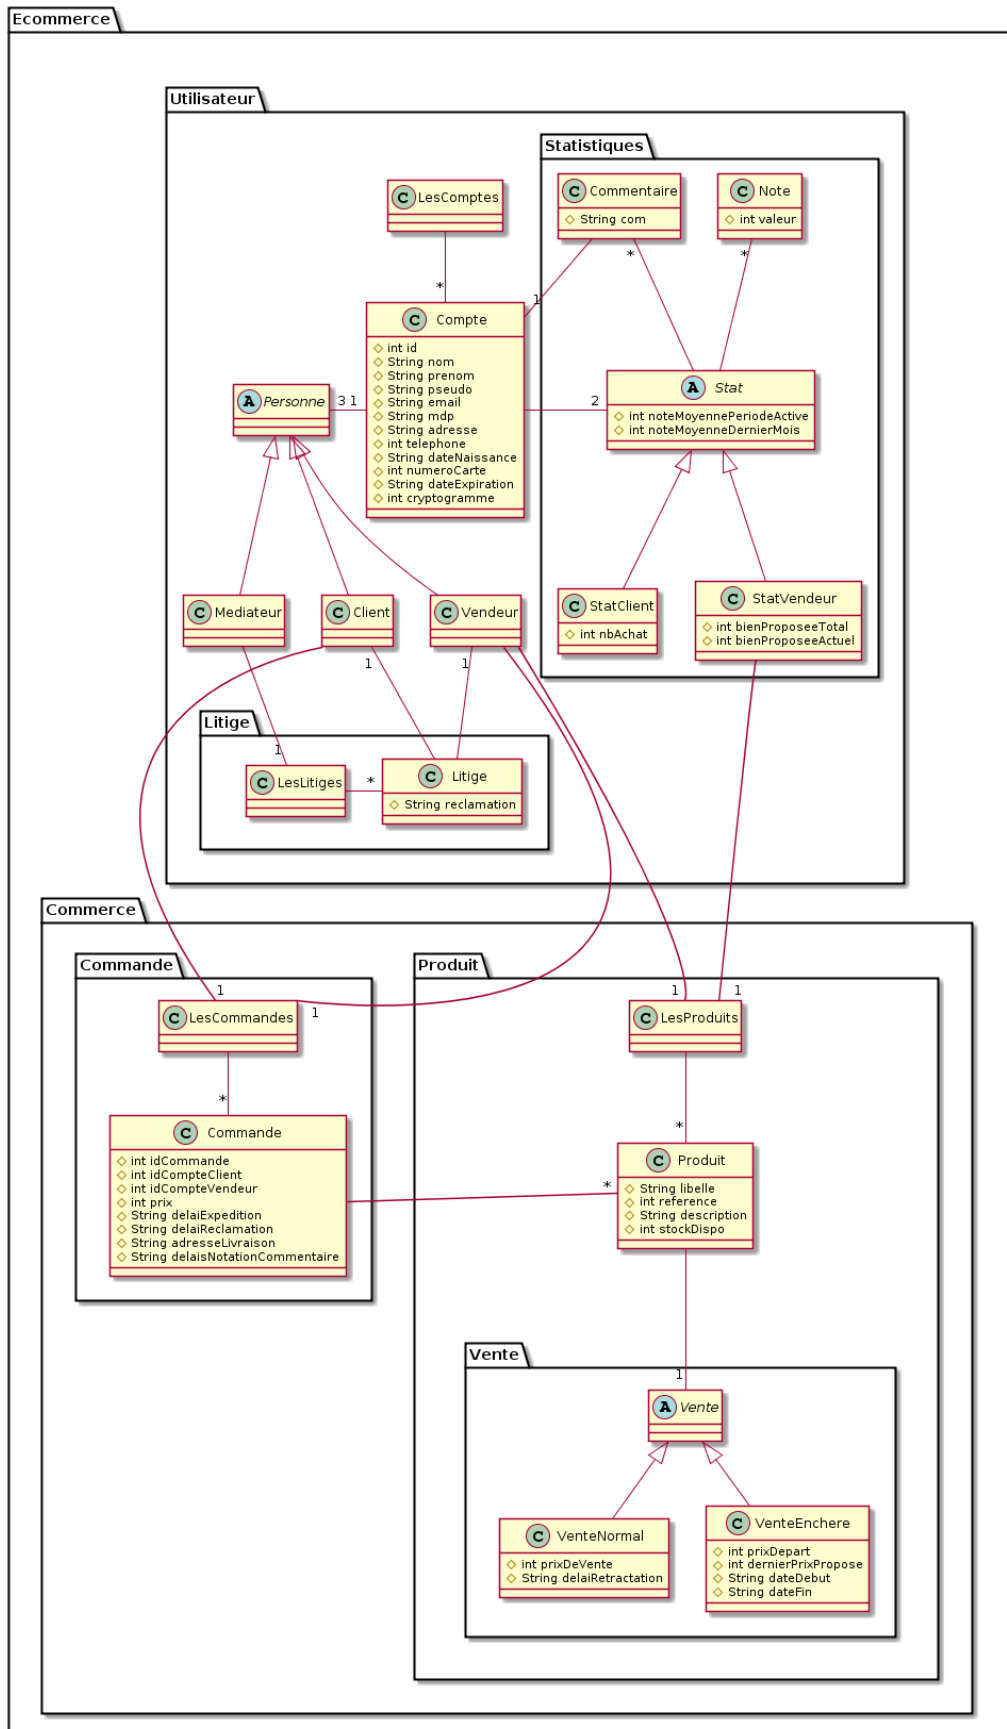 Ecommerce
Utilisateur
Statistiques
C Commentaire
String com
C Note
int valeur
C LesComptes
*
*
*
1
C Compte
int id
String nom
String prenom
String pseudo
String email
String mdp
String adresse
int telephone
String dateNaissance
int numeroCarte
String dateExpiration
int cryptogramme
A Personne
3 1
2
A Stat
int noteMoyennePeriodeActive
int noteMoyenneDernierMois
C Mediateur
C Client
C Vendeur
C StatClient
int nbAchat
C StatVendeur
int bienProposeeTotal
int bienProposeeActuel
1
1
Litige
1
C LesLitiges
*
C Litige
String reclamation
Commerce
Commande
Produit
1
1
1
1
C LesCommandes
C LesProduits
*
*
C Commande
int idCommande
int idCompteClient
int idCompteVendeur
int prix
String delaiExpedition
String delaiReclamation
String adresseLivraison
String delaisNotationCommentaire
*
C Produit
String libelle
int reference
String description
int stockDispo
Vente
1
A Vente
C VenteNormal
int prixDeVente
String delaiRetractation
C VenteEnchere
int prixDepart
int dernierPrixPropose
String dateDebut
String dateFin